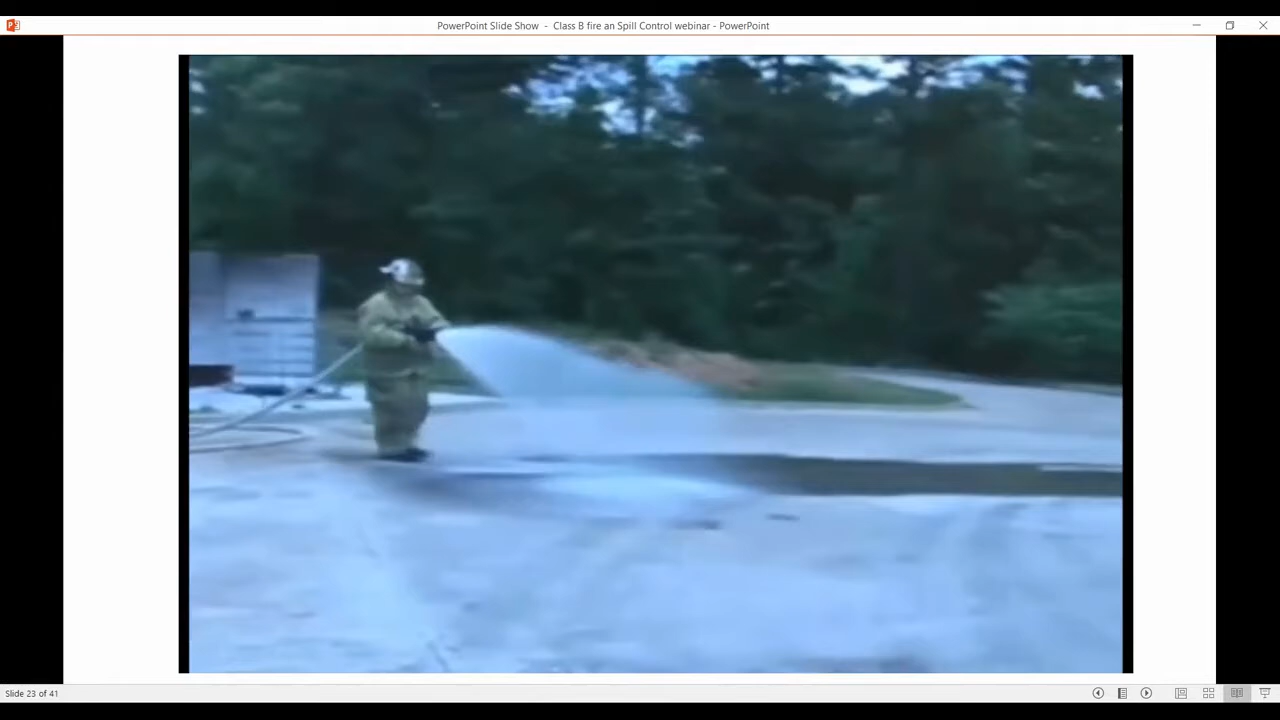 PowerPoint Slide Show - Class B fire an Spill Control webinar - PowerPoint
Slide 23 of 41